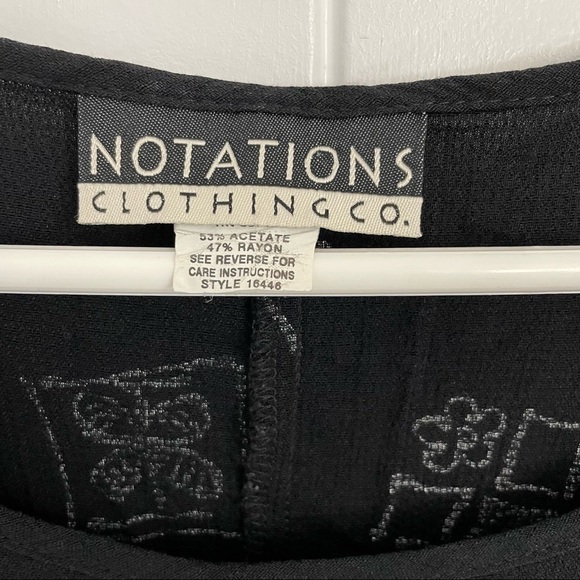 NOTATIONS
CLOTHING CO.
53% ACETATE
47% RAYON
SEE REVERSE FOR
CARE INSTRUCTIONS
STYLE 16446